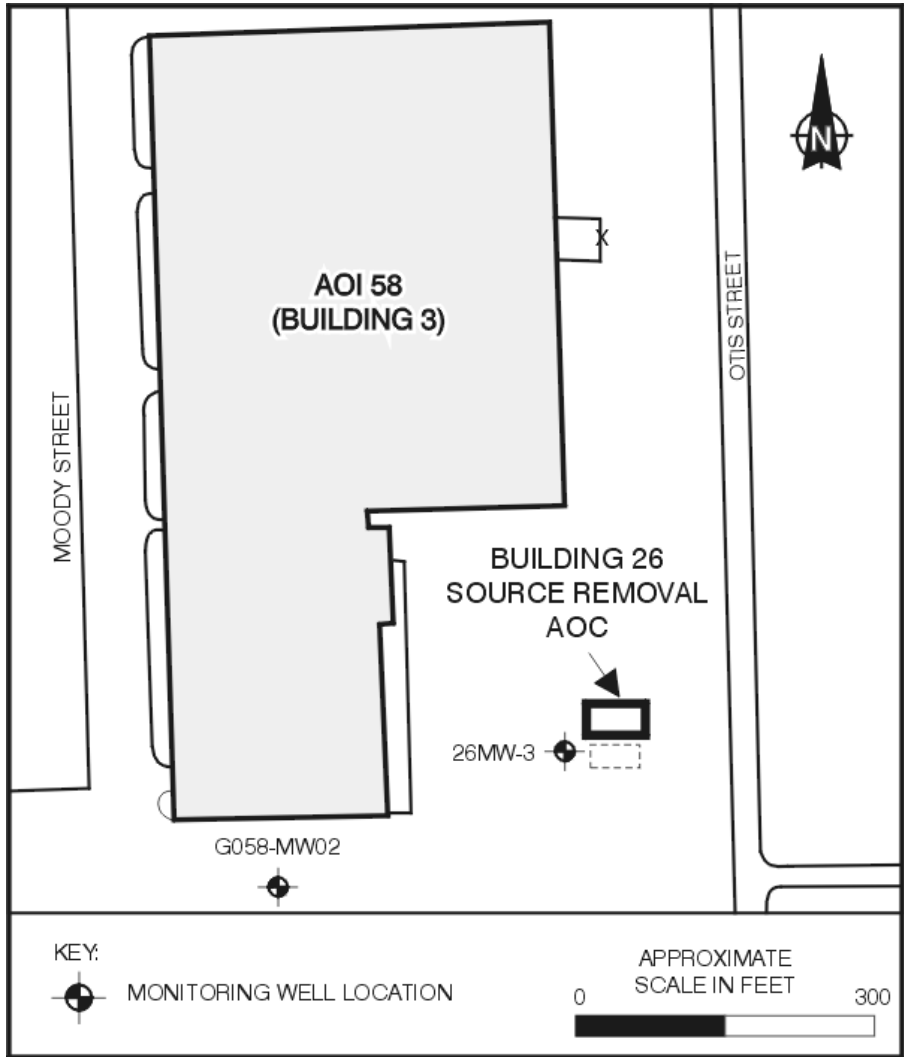 N
AOI 58
(BUILDING 3)
X
OTIS STREET
MOODY STREET
BUILDING 26
SOURCE REMOVAL
AOC
26MW-3
G058-MW02
KEY:
MONITORING WELL LOCATION
APPROXIMATE
SCALE IN FEET
0 300